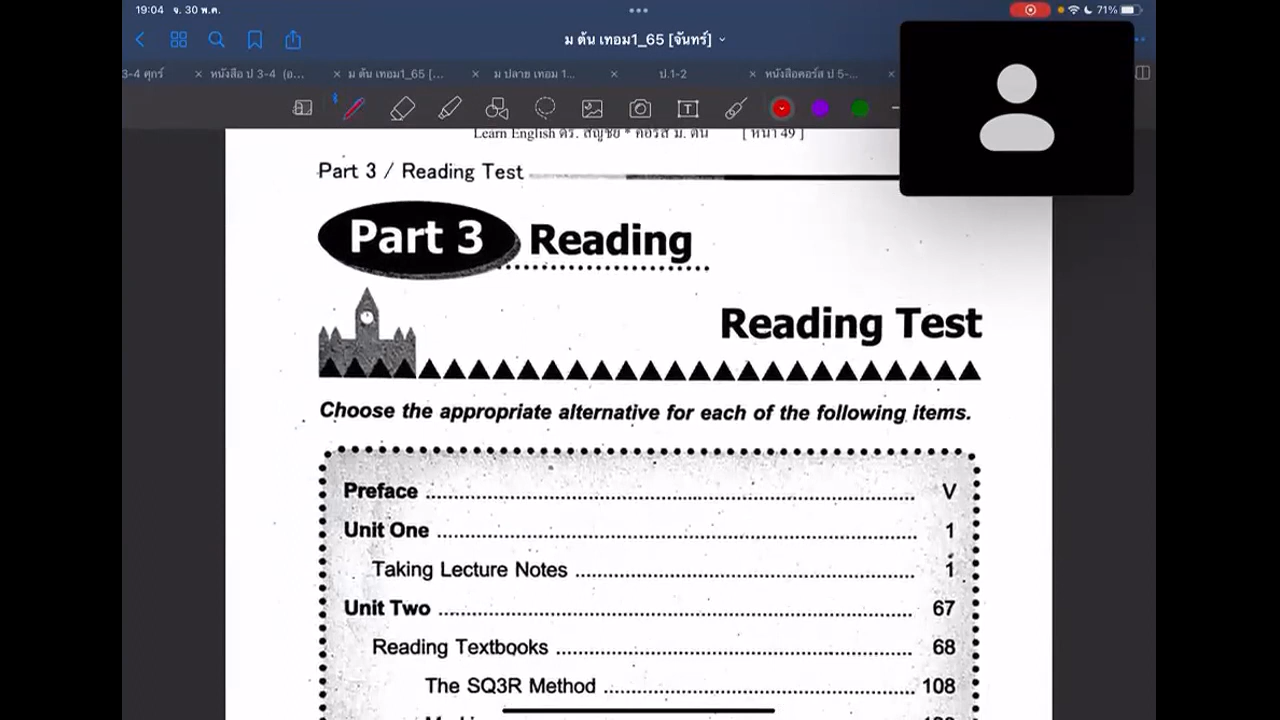 19:04 จ. 30 พ.ค.
71%
ม ต้น เทอม1_65 [จันทร์]
3-4 ศุกร์
หนังสือ ป 3-4 (อ...
ม ต้น เทอม1_65 [...
ม ปลาย เทอม 1...
ป.1-2
หนังสือคอร์ส ป 5-...
Learn English ดร. สัญชัย * คอร์ส ม. ต้น [ หน้า 49 ]
Part 3 / Reading Test
Part 3 Reading
Reading Test
Choose the appropriate alternative for each of the following items.
Preface ........ V
Unit One ........ 1
Taking Lecture Notes ........ 1
Unit Two ........ 67
Reading Textbooks ........ 68
The SQ3R Method ........ 108